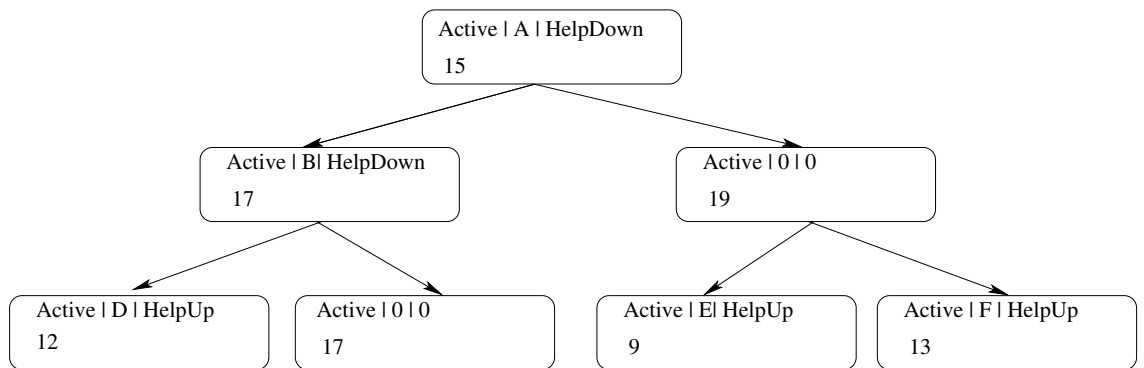 Active | A | HelpDown
15
Active | B| HelpDown
17
Active | 0 | 0
19
Active | D | HelpUp
12
Active | 0 | 0
17
Active | E| HelpUp
9
Active | F | HelpUp
13